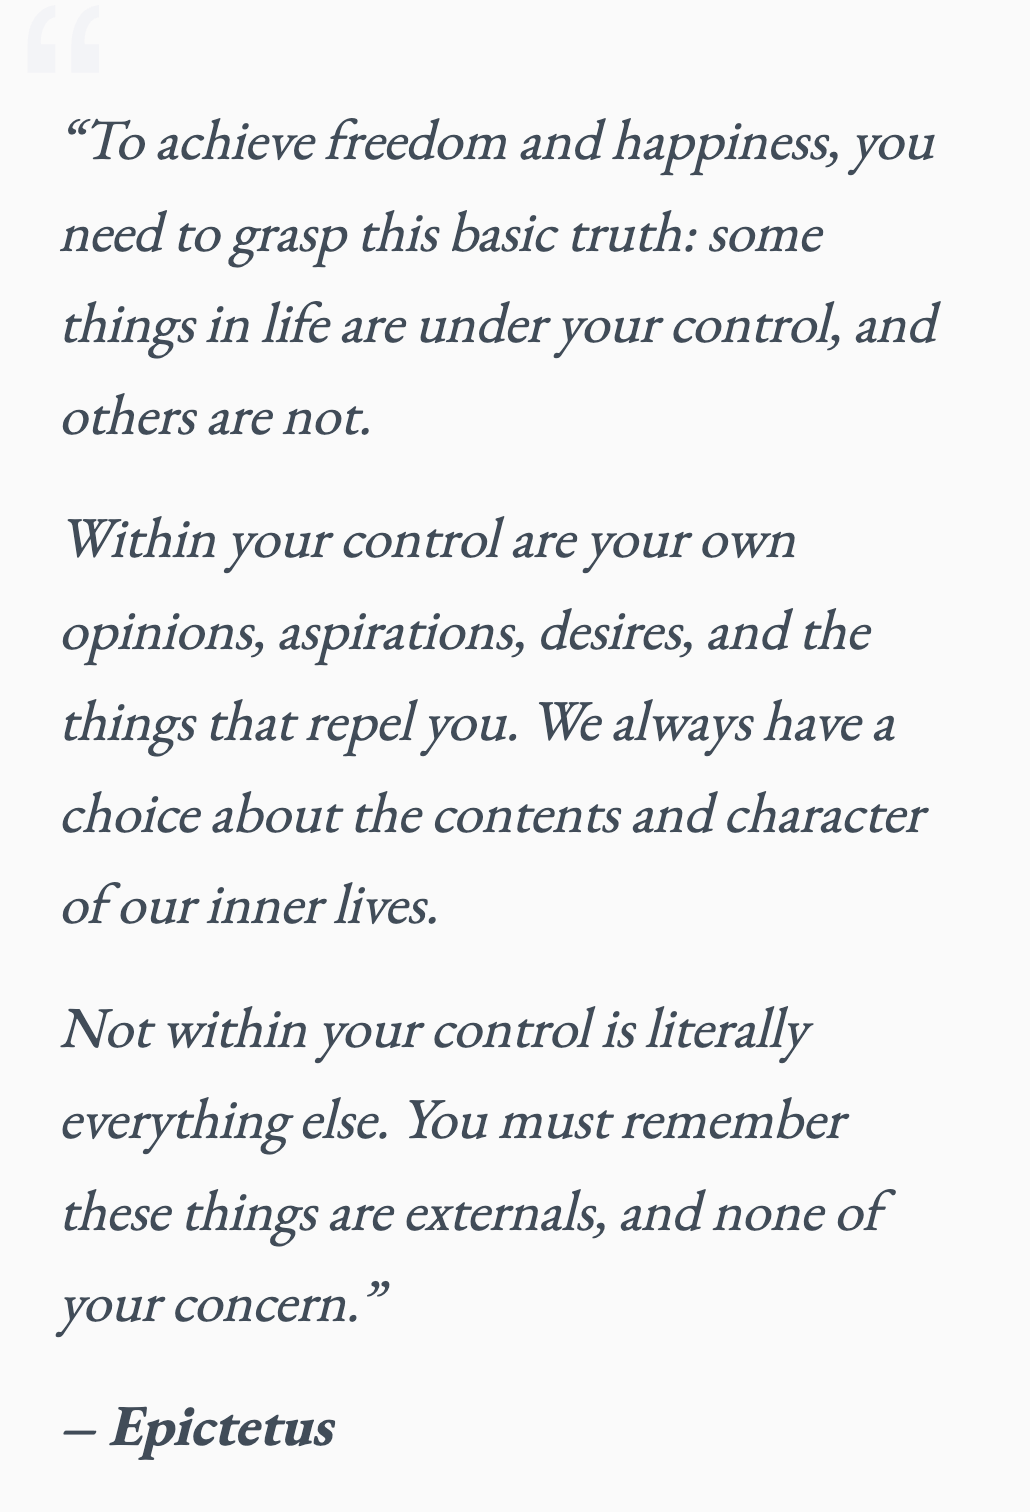 “To achieve freedom and happiness, you
need to grasp this basic truth: some
things in life are under your control, and
others are not.
Within your control are your own
opinions, aspirations, desires, and the
things that repel you. We always have a
choice about the contents and character
of our inner lives.
Not within your control is literally
everything else. You must remember
these things are externals, and none of
your concern.”
– Epictetus